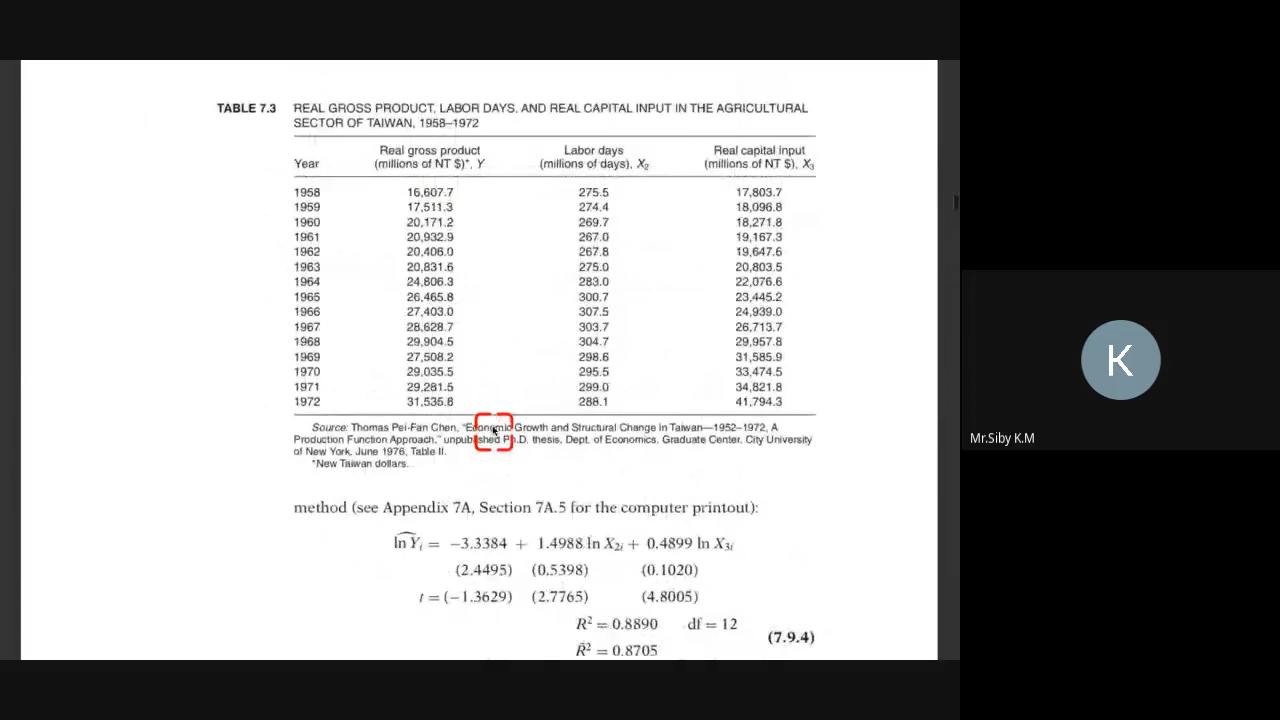 TABLE 7.3 REAL GROSS PRODUCT, LABOR DAYS, AND REAL CAPITAL INPUT IN THE AGRICULTURAL
SECTOR OF TAIWAN, 1958–1972
Real gross product Labor days Real capital input
Year (millions of NT $)*, Y (millions of days), X2 (millions of NT $), X3
1958 16,607.7 275.5 17,803.7
1959 17,511.3 274.4 18,096.8
1960 20,171.2 269.7 18,271.8
1961 20,932.9 267.0 19,167.3
1962 20,406.0 267.8 19,647.6
1963 20,831.6 275.0 20,803.5
1964 24,806.3 283.0 22,076.6
1965 26,465.8 300.7 23,445.2
1966 27,403.0 307.5 24,939.0
1967 28,628.7 303.7 26,713.7
1968 29,904.5 304.7 29,957.8
1969 27,508.2 298.6 31,585.9
1970 29,035.5 295.5 33,474.5
1971 29,281.5 299.0 34,821.8
1972 31,535.8 288.1 41,794.3
Source: Thomas Pei-Fan Chen, "Economic Growth and Structural Change in Taiwan—1952–1972, A
Production Function Approach," unpublished Ph.D. thesis, Dept. of Economics, Graduate Center, City University
of New York, June 1976, Table II.
*New Taiwan dollars.
method (see Appendix 7A, Section 7A.5 for the computer printout):
ln Ŷi = −3.3384 + 1.4988 ln X2i + 0.4899 ln X3i
(2.4495) (0.5398) (0.1020)
t = (−1.3629) (2.7765) (4.8005)
R² = 0.8890 df = 12
(7.9.4)
R̄² = 0.8705
K
Mr.Siby K.M